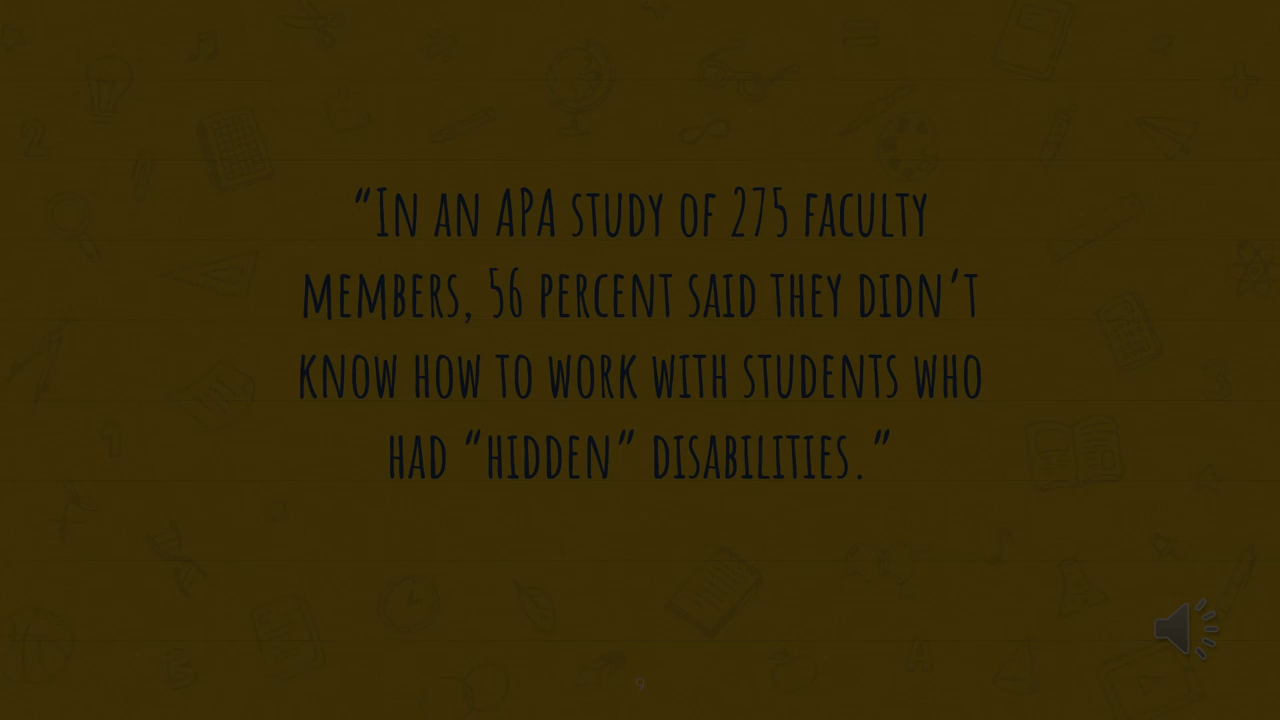 “In an APA study of 275 faculty
members, 56 percent said they didn’t
know how to work with students who
had “hidden” disabilities.”
9